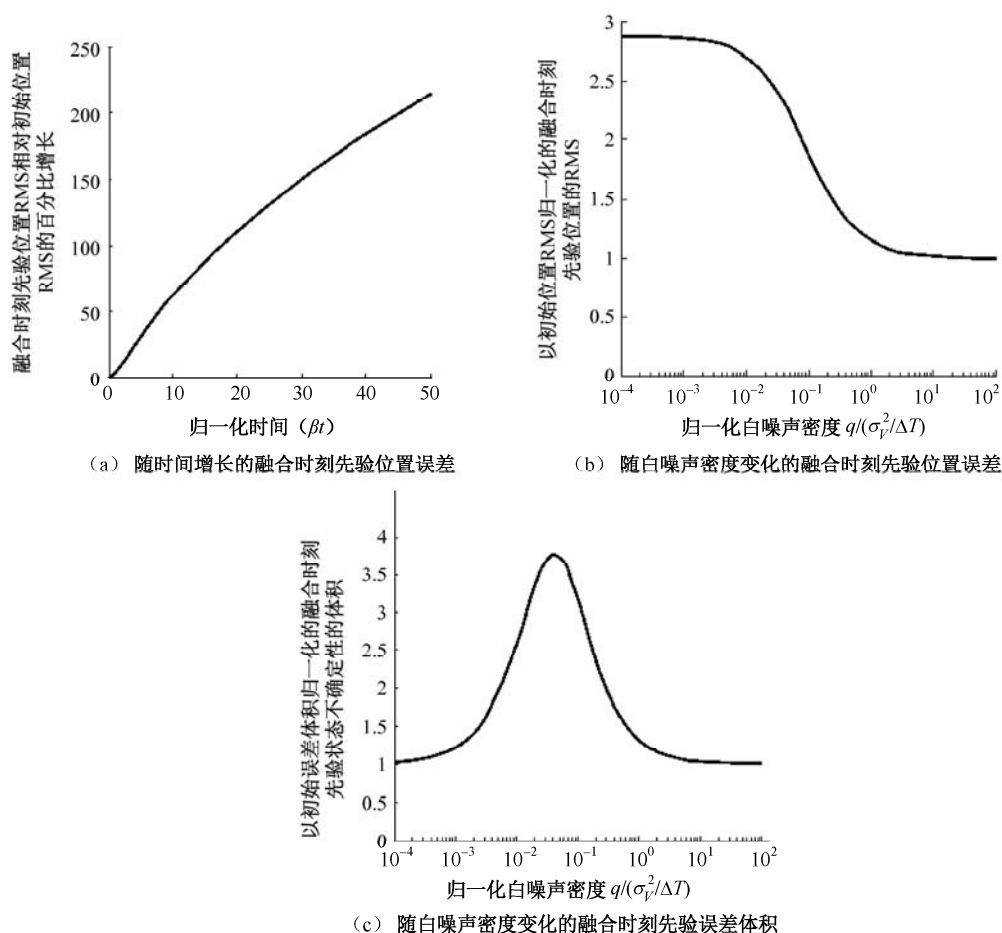 融合时刻先验位置RMS相对初始位置
RMS的百分比增长
250
200
150
100
50
0
0 10 20 30 40 50
归一化时间（βt）
（a） 随时间增长的融合时刻先验位置误差
以初始位置RMS归一化的融合时刻
先验位置的RMS
3
2.5
2
1.5
1
0.5
0
10⁻⁴ 10⁻³ 10⁻² 10⁻¹ 10⁰ 10¹ 10²
归一化白噪声密度 q/(σ_V²/ΔT)
（b） 随白噪声密度变化的融合时刻先验位置误差
以初始误差体积归一化的融合时刻
先验状态不确定性的体积
4
3.5
3
2.5
2
1.5
1
0.5
0
10⁻⁴ 10⁻³ 10⁻² 10⁻¹ 10⁰ 10¹ 10²
归一化白噪声密度 q/(σ_V²/ΔT)
（c） 随白噪声密度变化的融合时刻先验误差体积